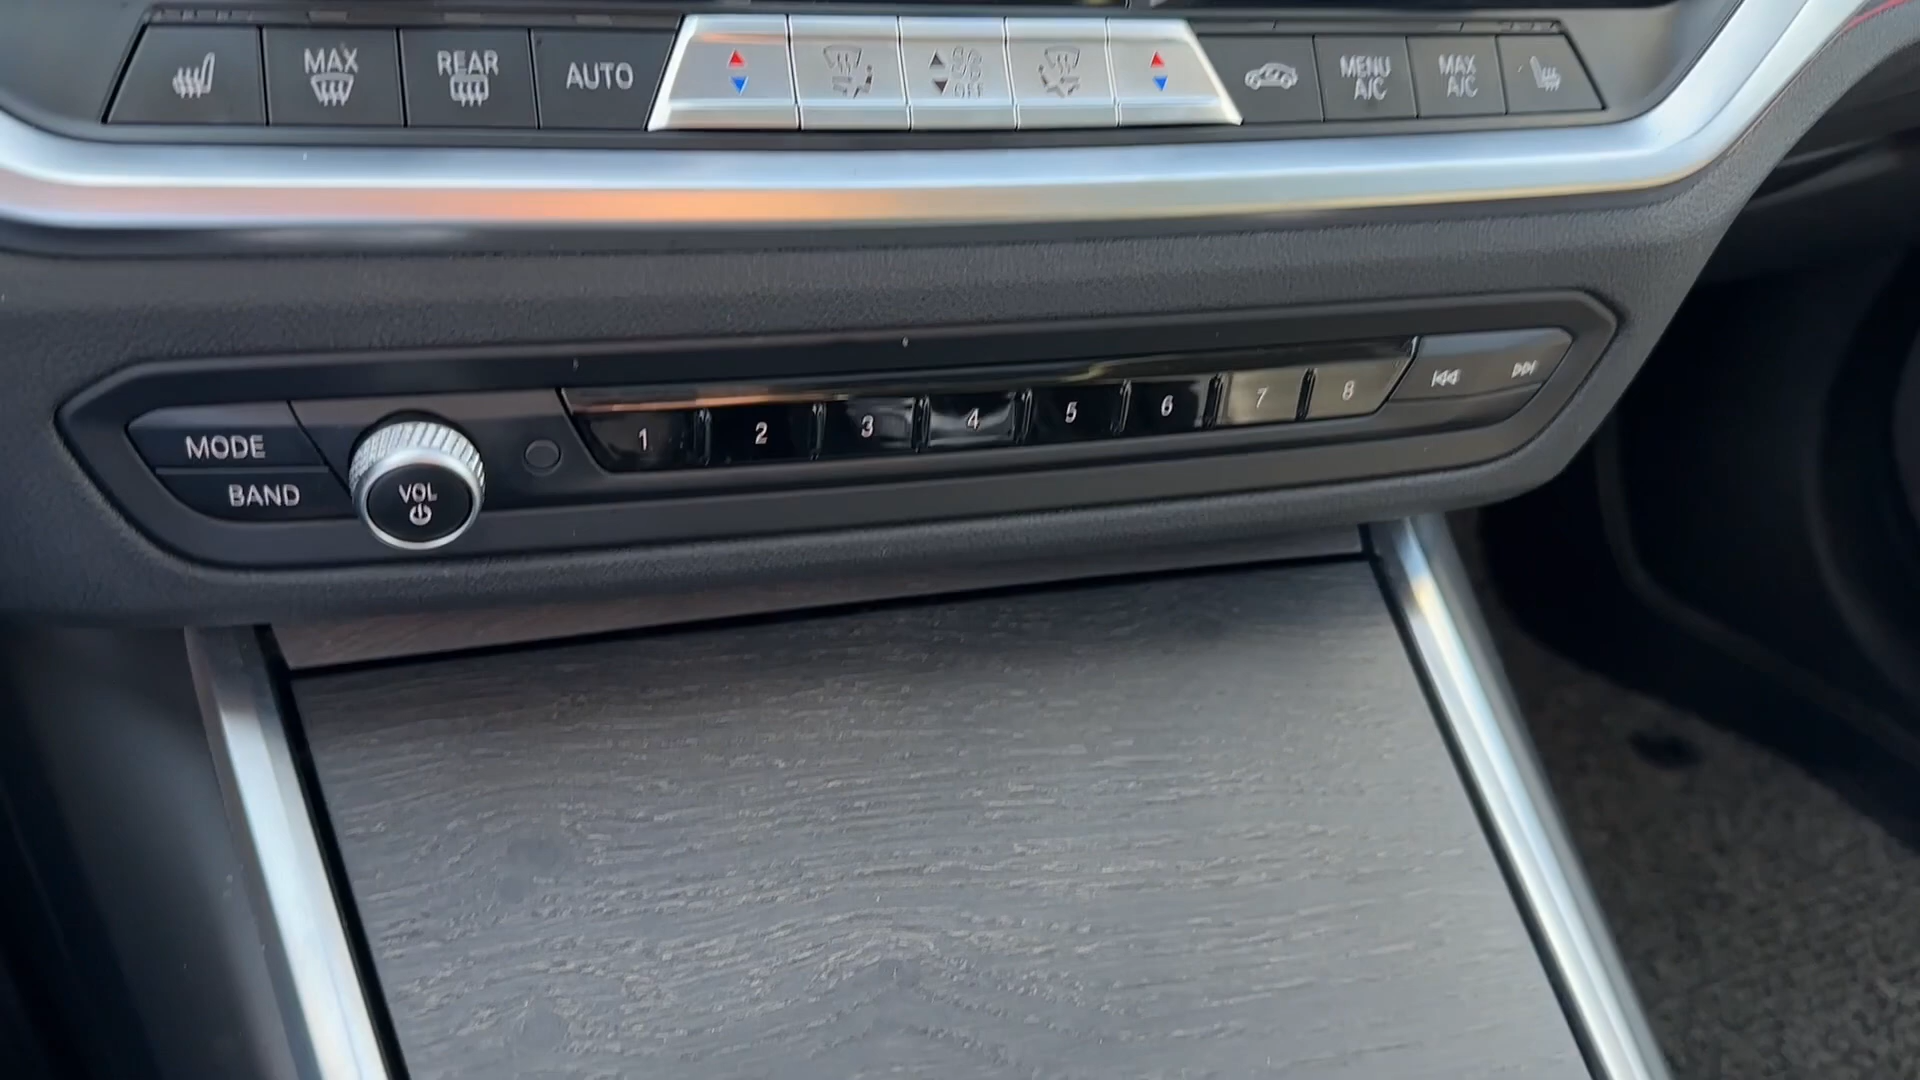 MAX
REAR
AUTO
OFF
MENU
A/C
MAX
A/C
MODE
BAND
VOL
1 2 3 4 5 6 7 8